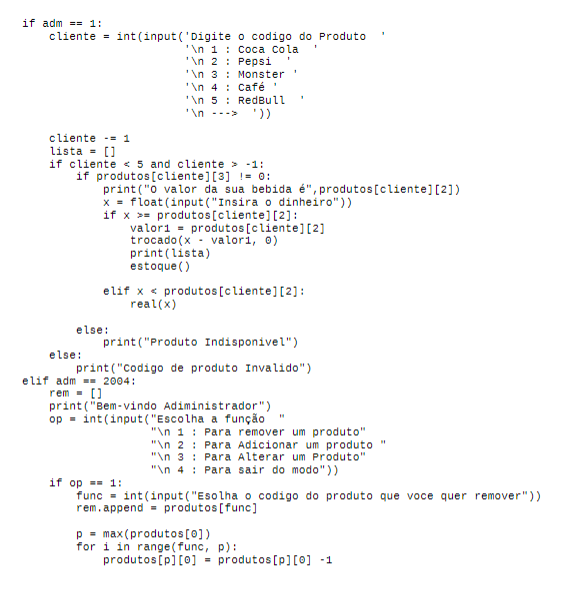 if adm == 1:
    cliente = int(input('Digite o codigo do Produto  '
                        '\n 1 : Coca Cola  '
                        '\n 2 : Pepsi  '
                        '\n 3 : Monster '
                        '\n 4 : Café '
                        '\n 5 : RedBull  '
                        '\n --->  '))

    cliente -= 1
    lista = []
    if cliente < 5 and cliente > -1:
        if produtos[cliente][3] != 0:
            print("O valor da sua bebida é",produtos[cliente][2])
            x = float(input("Insira o dinheiro"))
            if x >= produtos[cliente][2]:
                valor1 = produtos[cliente][2]
                trocado(x - valor1, 0)
                print(lista)
                estoque()

            elif x < produtos[cliente][2]:
                real(x)

        else:
            print("Produto Indisponivel")
    else:
        print("Codigo de produto Invalido")
elif adm == 2004:
    rem = []
    print("Bem-vindo Adiministrador")
    op = int(input("Escolha a função  "
                   "\n 1 : Para remover um produto"
                   "\n 2 : Para Adicionar um produto "
                   "\n 3 : Para Alterar um Produto"
                   "\n 4 : Para sair do modo"))
    if op == 1:
        func = int(input("Esolha o codigo do produto que voce quer remover"))
        rem.append = produtos[func]

        p = max(produtos[0])
        for i in range(func, p):
            produtos[p][0] = produtos[p][0] -1